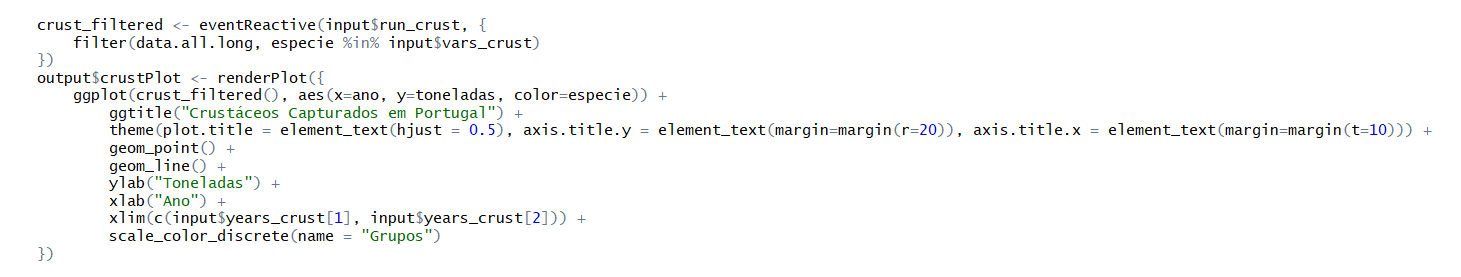 crust_filtered <- eventReactive(input$run_crust, {
    filter(data.all.long, especie %in% input$vars_crust)
})
output$crustPlot <- renderPlot({
    ggplot(crust_filtered(), aes(x=ano, y=toneladas, color=especie)) +
        ggtitle("Crustáceos Capturados em Portugal") +
        theme(plot.title = element_text(hjust = 0.5), axis.title.y = element_text(margin=margin(r=20)), axis.title.x = element_text(margin=margin(t=10))) +
        geom_point() +
        geom_line() +
        ylab("Toneladas") +
        xlab("Ano") +
        xlim(c(input$years_crust[1], input$years_crust[2])) +
        scale_color_discrete(name = "Grupos")
})